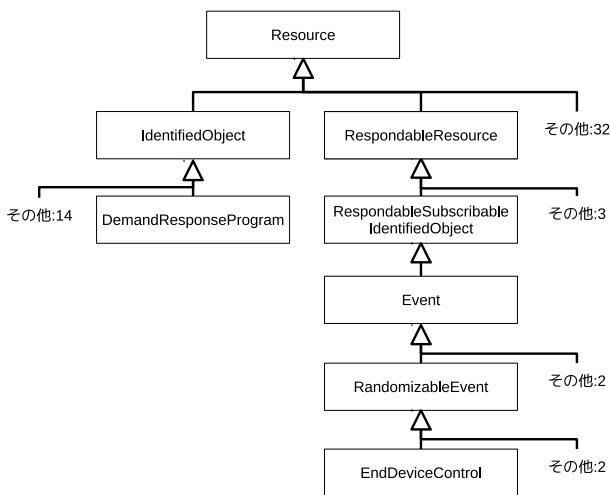 Resource
IdentifiedObject
RespondableResource
その他:32
その他:14
DemandResponseProgram
RespondableSubscribable
IdentifiedObject
その他:3
Event
RandomizableEvent
その他:2
EndDeviceControl
その他:2